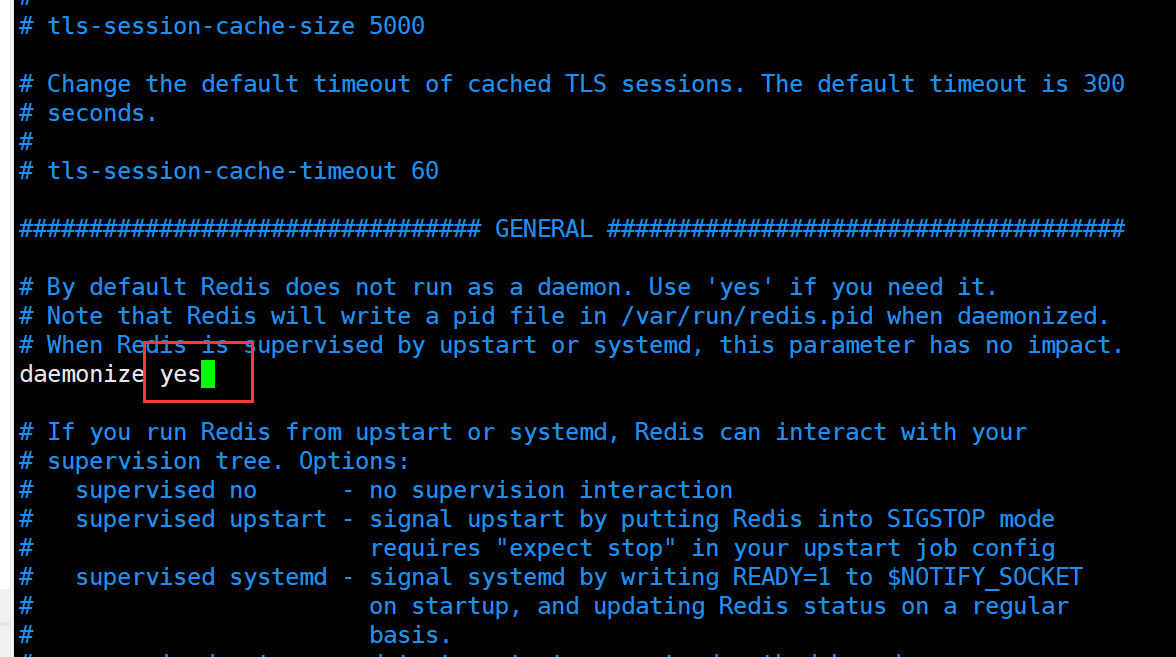 #
# tls-session-cache-size 5000
# Change the default timeout of cached TLS sessions. The default timeout is 300
# seconds.
#
# tls-session-cache-timeout 60
################################# GENERAL #####################################
# By default Redis does not run as a daemon. Use 'yes' if you need it.
# Note that Redis will write a pid file in /var/run/redis.pid when daemonized.
# When Redis is supervised by upstart or systemd, this parameter has no impact.
daemonize yes
# If you run Redis from upstart or systemd, Redis can interact with your
# supervision tree. Options:
#   supervised no      - no supervision interaction
#   supervised upstart - signal upstart by putting Redis into SIGSTOP mode
#                        requires "expect stop" in your upstart job config
#   supervised systemd - signal systemd by writing READY=1 to $NOTIFY_SOCKET
#                        on startup, and updating Redis status on a regular
#                        basis.